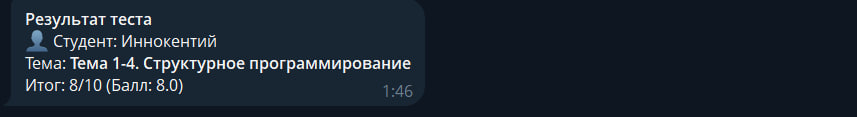 Результат теста
👤 Студент: Иннокентий
Тема: Тема 1-4. Структурное программирование
Итог: 8/10 (Балл: 8.0)
1:46